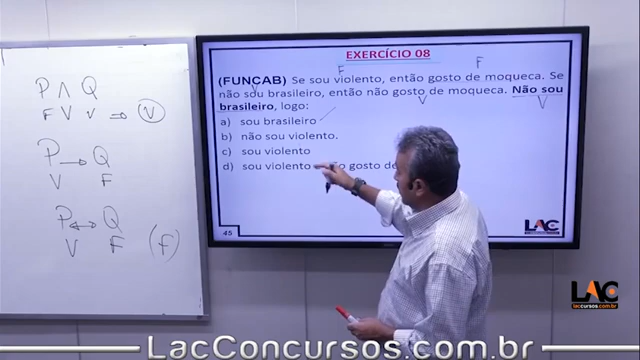 EXERCÍCIO 08
(FUNCAB) Se sou violento, então gosto de moqueca. Se
não sou brasileiro, então não gosto de moqueca. Não sou
brasileiro, logo:
a) sou brasileiro
b) não sou violento.
c) sou violento
d) sou violento gosto de
45
LAC
P ∧ Q
F V V ⇒ V
P → Q
V F
P ↔ Q
V F (F)
F
F
V
V
V
LAC
laccursos.com.br
LacConcursos.com.br